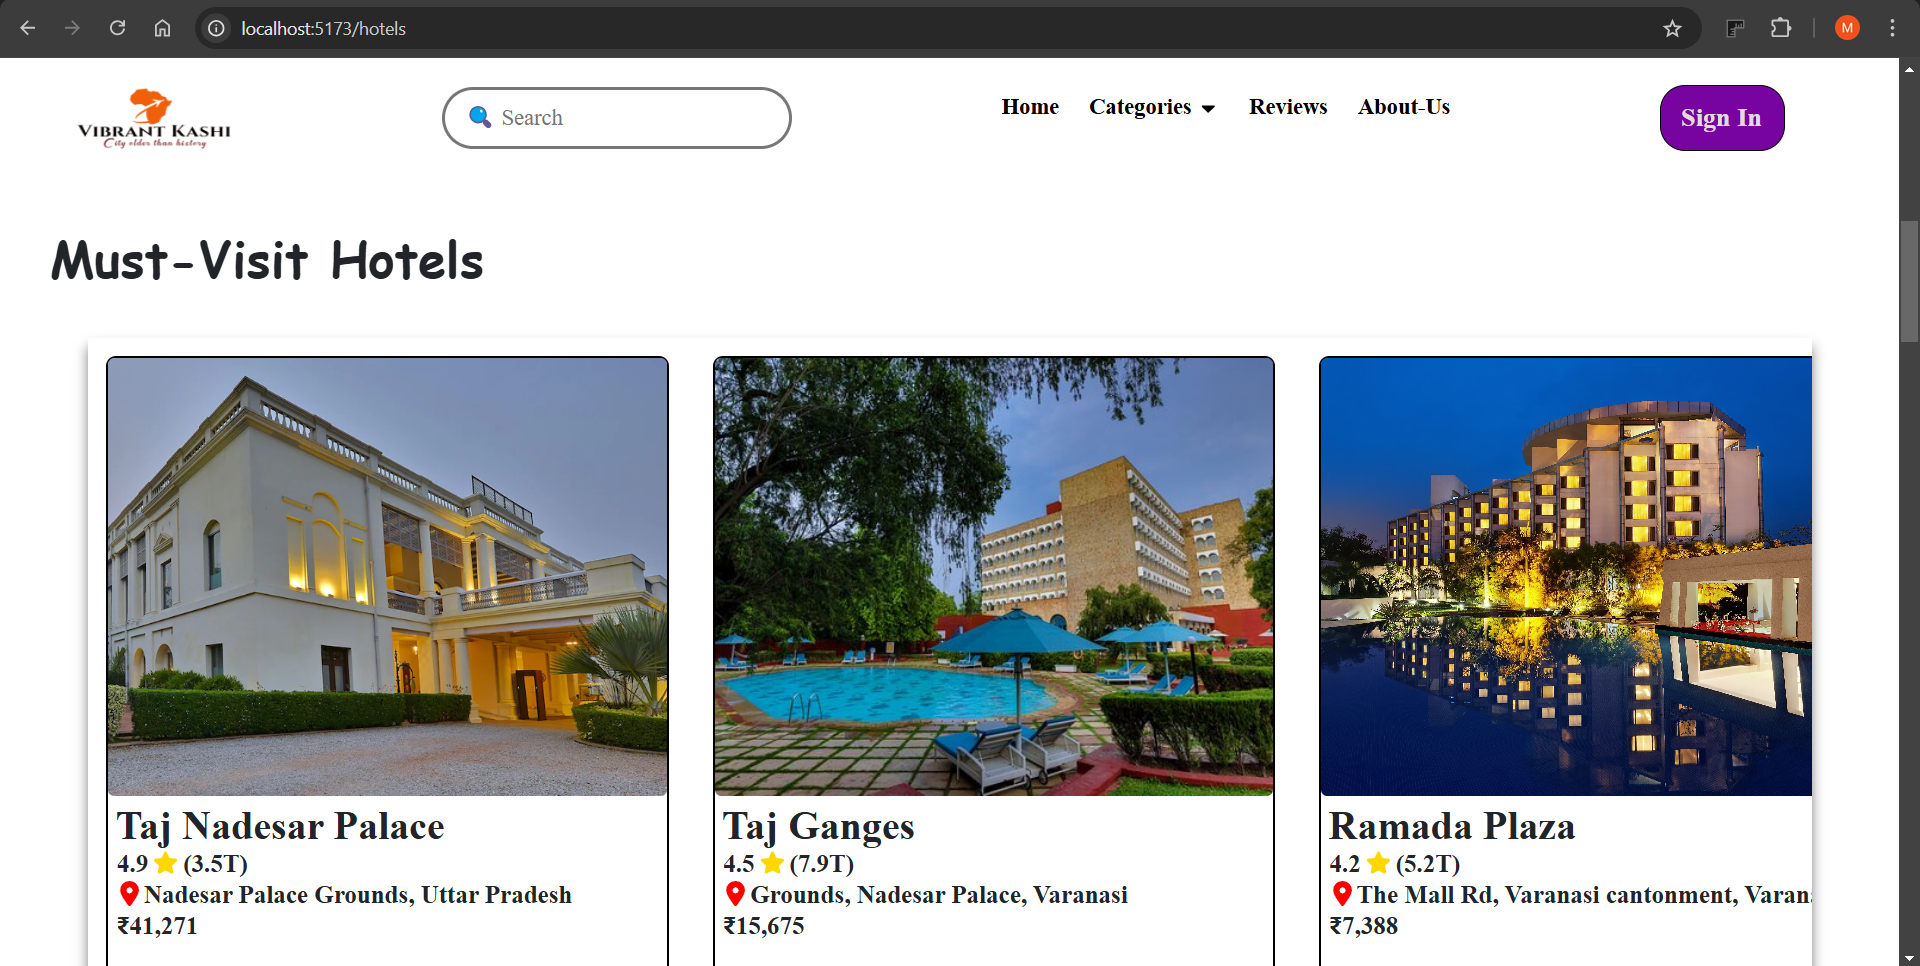 localhost:5173/hotels
M
VIBRANT KASHI
City older than history
Search
Home Categories Reviews About-Us
Sign In
Must-Visit Hotels
Taj Nadesar Palace
4.9 ⭐ (3.5T)
Nadesar Palace Grounds, Uttar Pradesh
₹41,271
Taj Ganges
4.5 ⭐ (7.9T)
Grounds, Nadesar Palace, Varanasi
₹15,675
Ramada Plaza
4.2 ⭐ (5.2T)
The Mall Rd, Varanasi cantonment, Varan
₹7,388